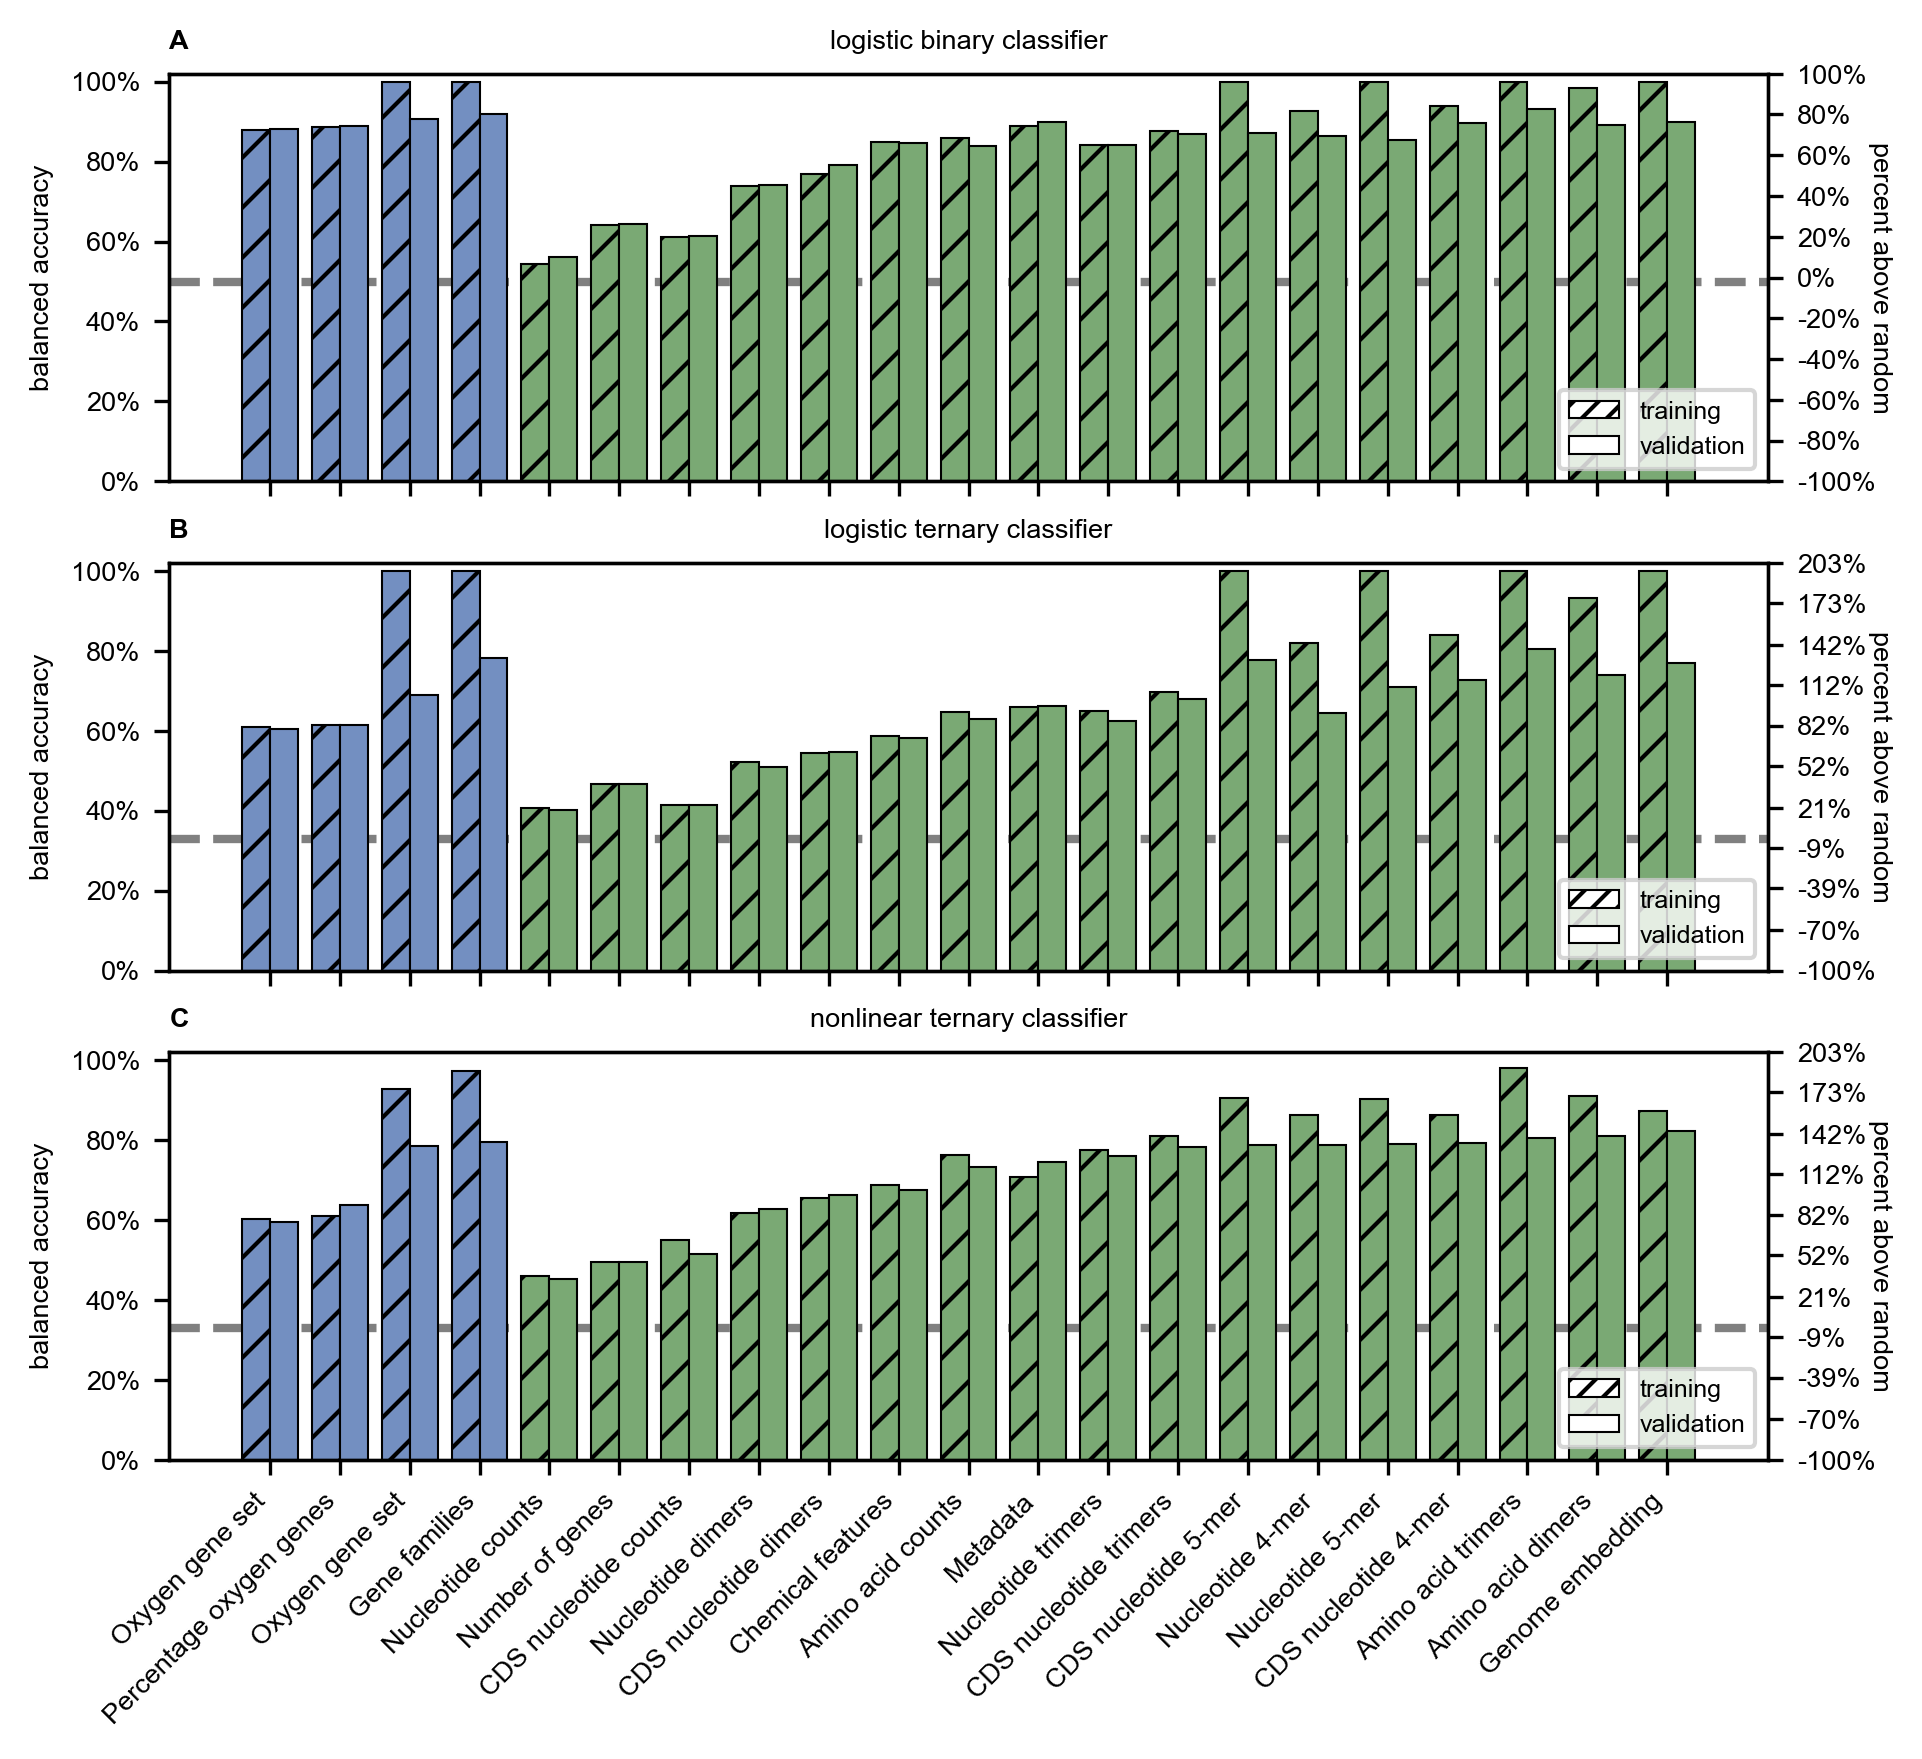 A
logistic binary classifier
100%
80%
60%
40%
20%
0%
balanced accuracy
100%
80%
60%
40%
20%
0%
-20%
-40%
-60%
-80%
-100%
percent above random
training
validation
B
logistic ternary classifier
100%
80%
60%
40%
20%
0%
balanced accuracy
203%
173%
142%
112%
82%
52%
21%
-9%
-39%
-70%
-100%
percent above random
training
validation
C
nonlinear ternary classifier
100%
80%
60%
40%
20%
0%
balanced accuracy
203%
173%
142%
112%
82%
52%
21%
-9%
-39%
-70%
-100%
percent above random
training
validation
Oxygen gene set
Percentage oxygen genes
Oxygen gene set
Gene families
Nucleotide counts
Number of genes
CDS nucleotide counts
Nucleotide dimers
CDS nucleotide dimers
Chemical features
Amino acid counts
Metadata
Nucleotide trimers
CDS nucleotide trimers
CDS nucleotide 5-mer
Nucleotide 4-mer
Nucleotide 5-mer
CDS nucleotide 4-mer
Amino acid trimers
Amino acid dimers
Genome embedding